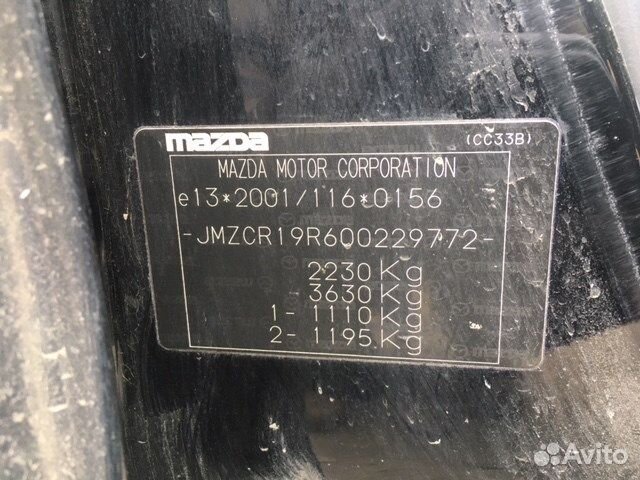 mazda (CC33B)
MAZDA MOTOR CORPORATION
e13*2001/116*0156
-JMZCR19R600229772-
2230 Kg
3630 Kg
1- 1110 Kg
2- 1195 Kg
Avito